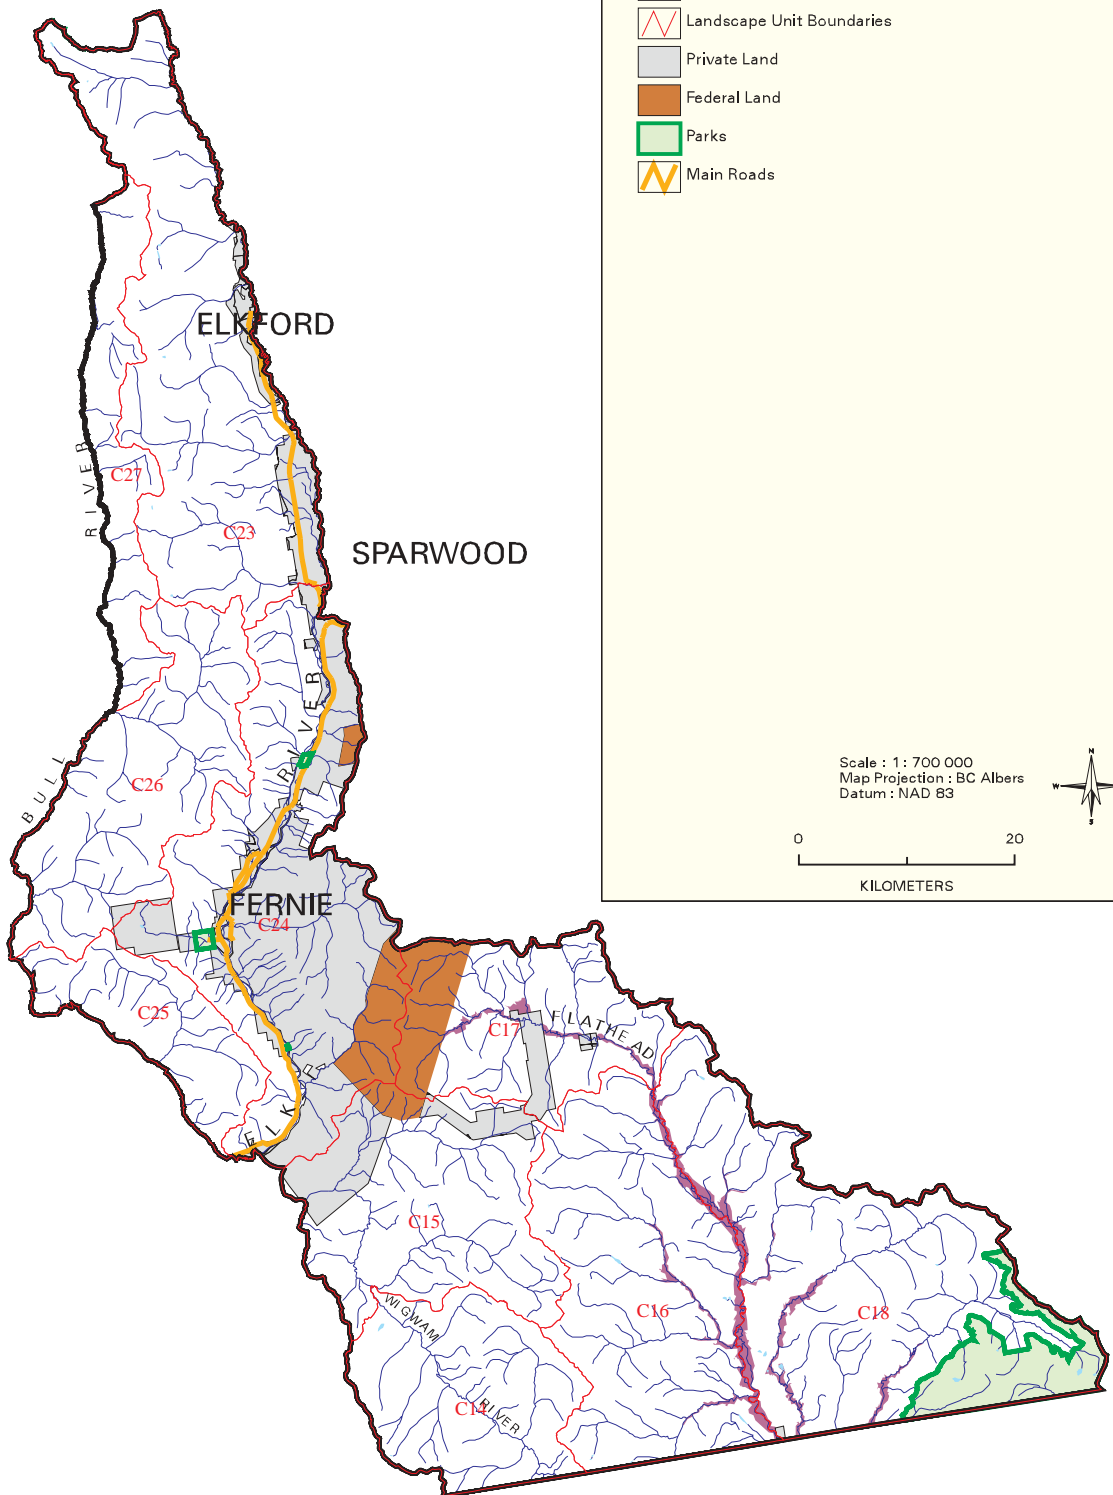 Landscape Unit Boundaries
Private Land
Federal Land
Parks
Main Roads
ELKFORD
C27
RIVER
C23
SPARWOOD
RIVER
C26
BULL
Scale : 1 : 700 000
Map Projection : BC Albers
Datum : NAD 83
N
W
S
0 20
KILOMETERS
FERNIE
C24
C25
C17
FLATHEAD
ELK
C15
WIGWAM
C16
C18
RIVER